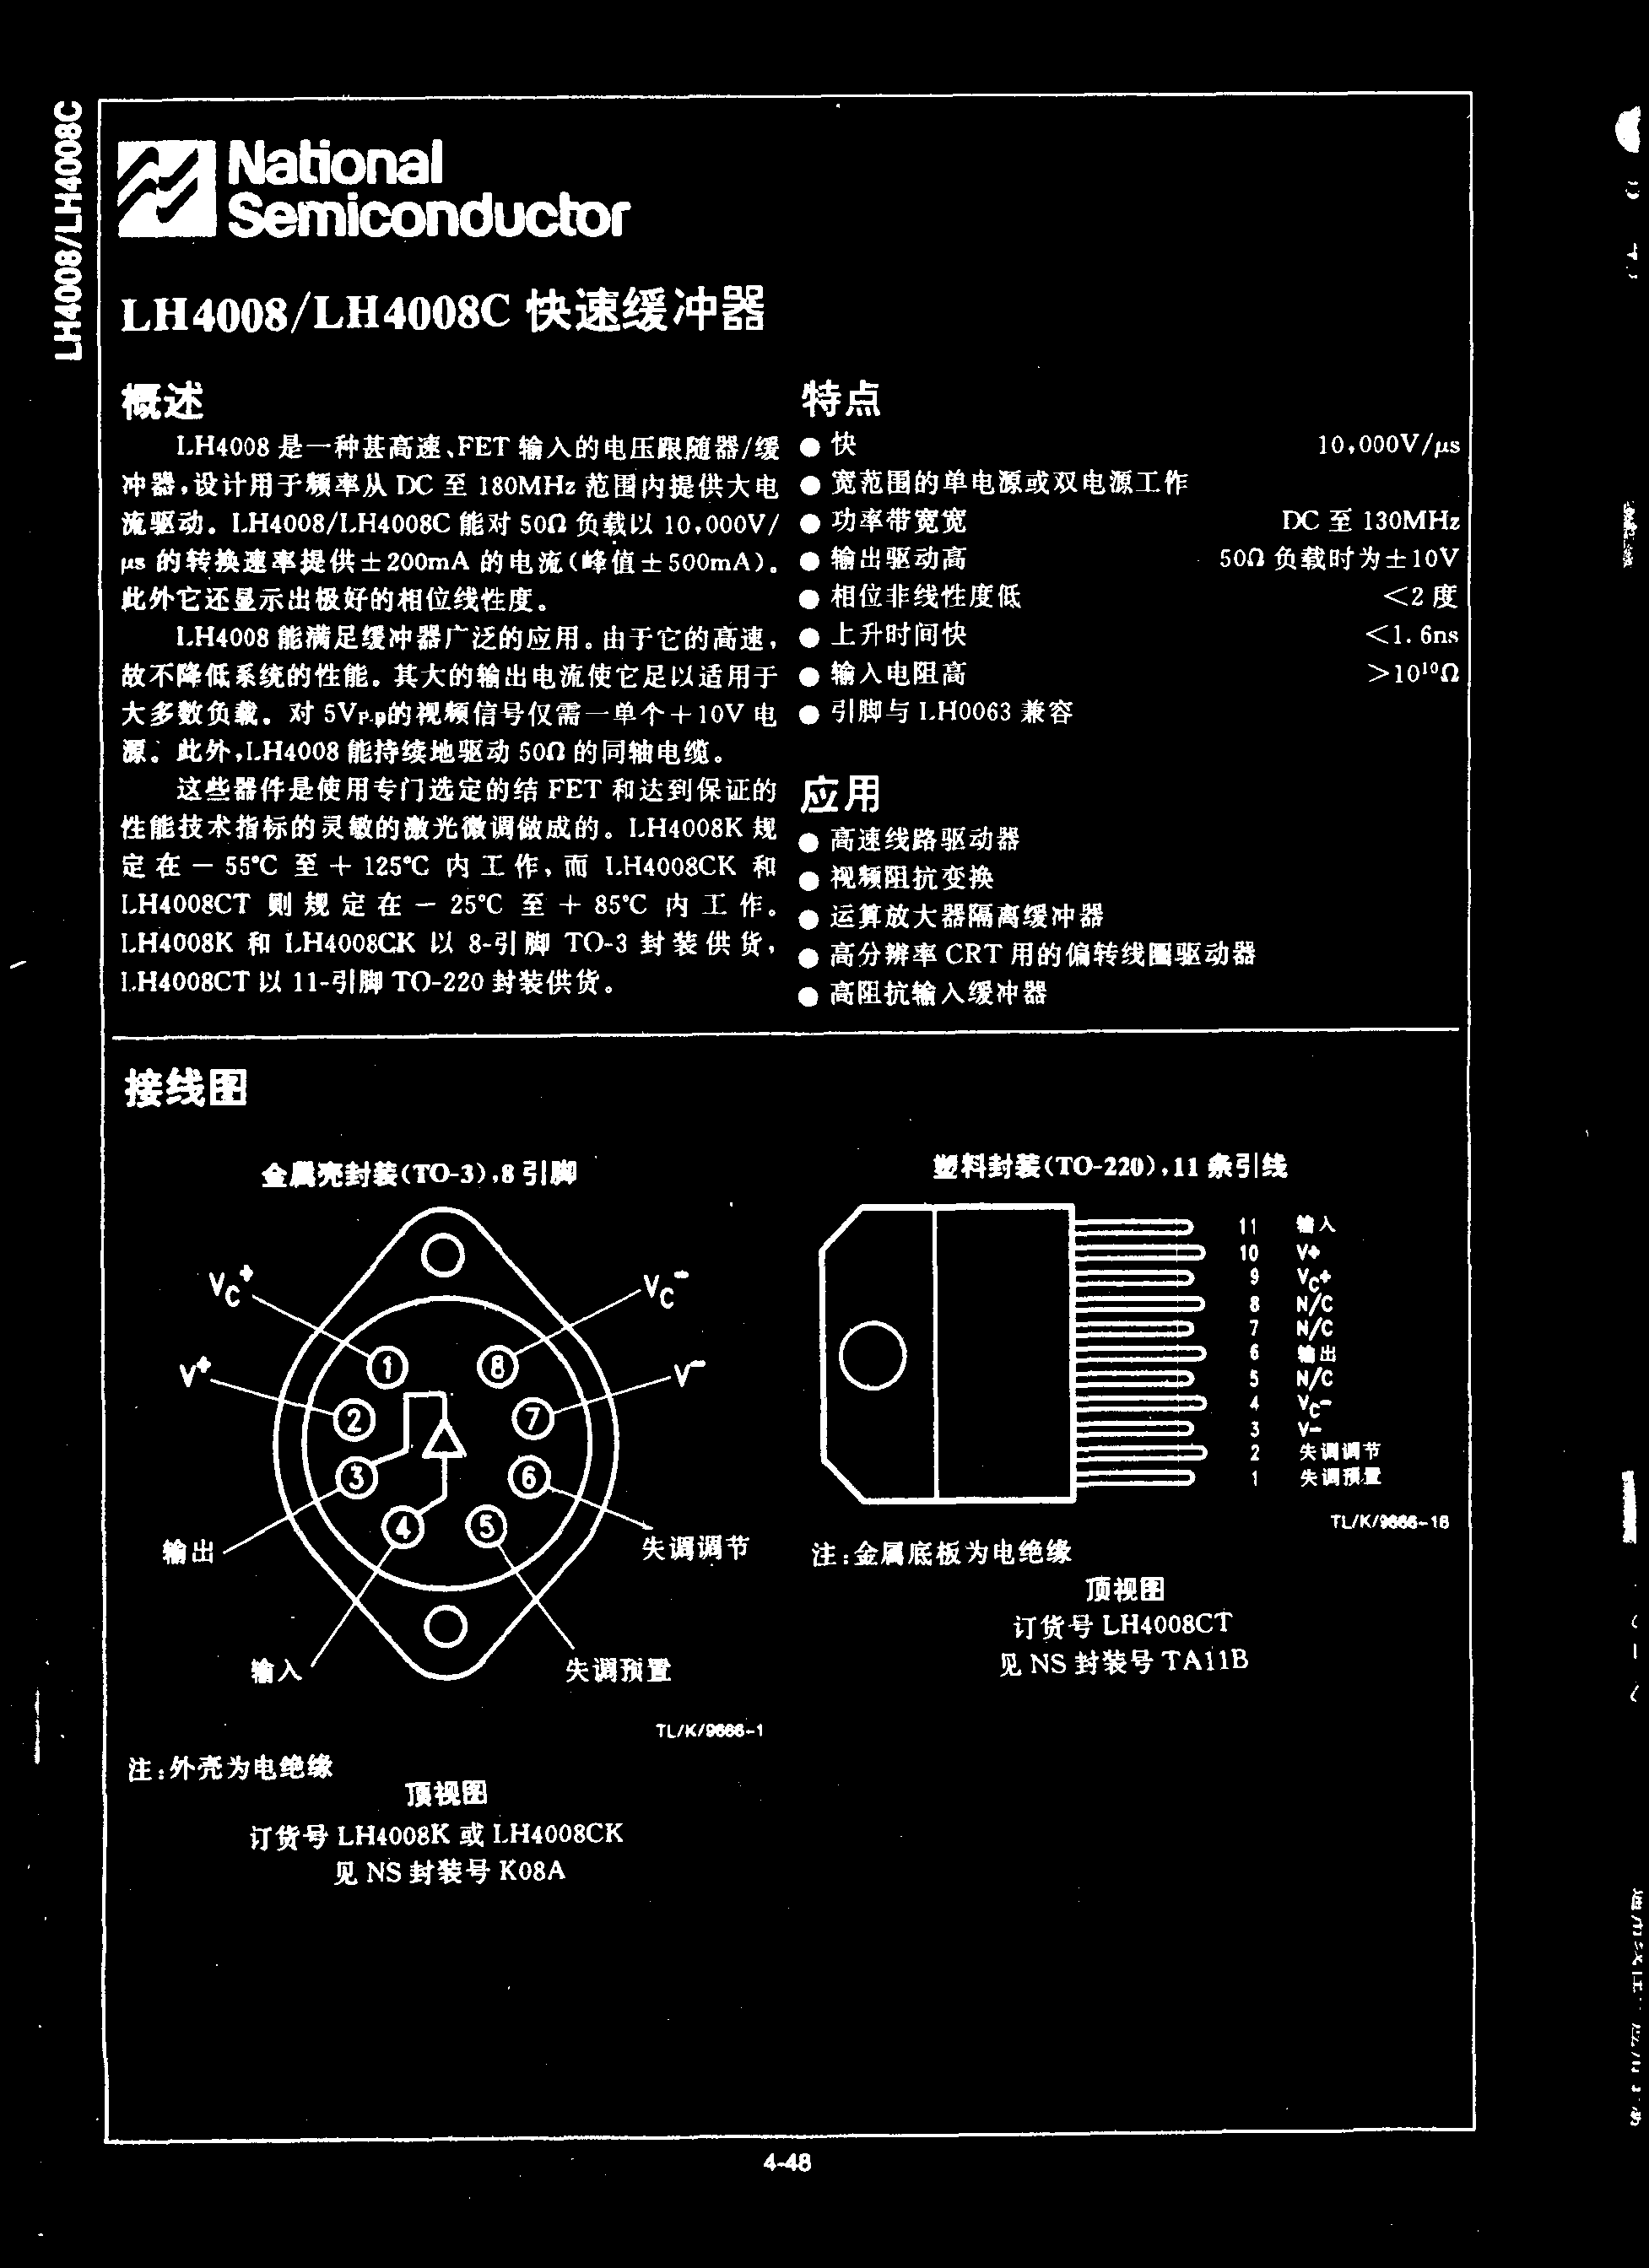 LH4008/LH4008C
National
Semiconductor
LH4008/LH4008C 快速缓冲器
概述
LH4008 是一种甚高速、FET 输入的电压跟随器/缓
冲器,设计用于频率从 DC 至 180MHz 范围内提供大电
流驱动。LH4008/LH4008C 能对 50Ω 负载以 10,000V/
μs 的转换速率提供±200mA 的电流(峰值±500mA)。
此外它还显示出极好的相位线性度。
LH4008 能满足缓冲器广泛的应用。由于它的高速,
故不降低系统的性能。其大的输出电流使它足以适用于
大多数负载。对 5Vp-p的视频信号仅需一单个+10V 电
源。此外,LH4008 能持续地驱动 50Ω 的同轴电缆。
这些器件是使用专门选定的结 FET 和达到保证的
性能技术指标的灵敏的激光微调做成的。LH4008K 规
定在 -55℃ 至 +125℃ 内工作,而 LH4008CK 和
LH4008CT 则规定在 -25℃ 至 +85℃ 内工作。
LH4008K 和 LH4008CK 以 8-引脚 TO-3 封装供货,
LH4008CT 以 11-引脚 TO-220 封装供货。
特点
● 快 10,000V/μs
● 宽范围的单电源或双电源工作
● 功率带宽宽 DC 至 130MHz
● 输出驱动高 50Ω 负载时为±10V
● 相位非线性度低 <2 度
● 上升时间快 <1.6ns
● 输入电阻高 >10¹⁰Ω
● 引脚与 LH0063 兼容
应用
● 高速线路驱动器
● 视频阻抗变换
● 运算放大器隔离缓冲器
● 高分辨率 CRT 用的偏转线圈驱动器
● 高阻抗输入缓冲器
接线图
金属壳封装(TO-3),8 引脚
VC+
VC-
V+
V-
1
8
2
7
3
6
4
5
输出
失调调节
输入
失调预置
TL/K/9666-1
注:外壳为电绝缘
顶视图
订货号 LH4008K 或 LH4008CK
见 NS 封装号 K08A
塑料封装(TO-220),11 条引线
11 输入
10 V+
9 VC+
8 N/C
7 N/C
6 输出
5 N/C
4 VC-
3 V-
2 失调调节
1 失调预置
TL/K/9666-16
注:金属底板为电绝缘
顶视图
订货号 LH4008CT
见 NS 封装号 TA11B
4-48